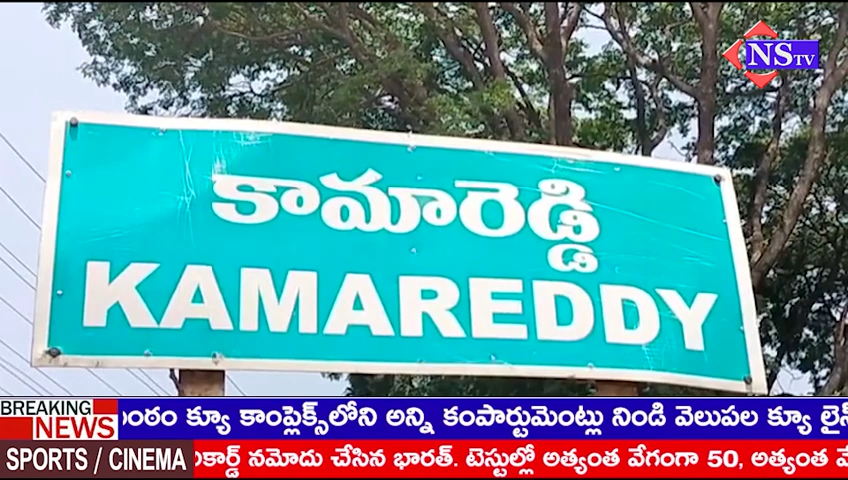 NS TV
కామారెడ్డి
KAMAREDDY
BREAKING NEWS
క్యూ కాంప్లెక్స్‌లోని అన్ని కంపార్టుమెంట్లు నిండి వెలుపల క్యూ
SPORTS / CINEMA
నమోదు చేసిన భారత్. టెస్టుల్లో అత్యంత వేగంగా 50, అత్యంత